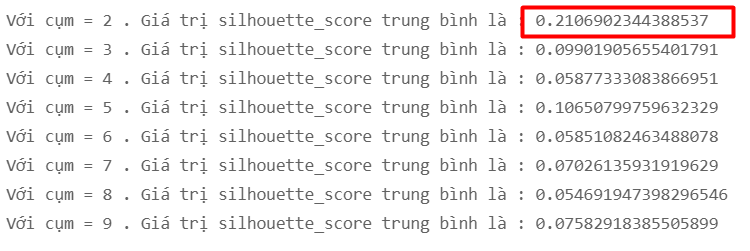 Với cụm = 2 . Giá trị silhouette_score trung bình là : 0.2106902344388537
Với cụm = 3 . Giá trị silhouette_score trung bình là : 0.09901905655401791
Với cụm = 4 . Giá trị silhouette_score trung bình là : 0.05877333083866951
Với cụm = 5 . Giá trị silhouette_score trung bình là : 0.10650799759632329
Với cụm = 6 . Giá trị silhouette_score trung bình là : 0.05851082463488078
Với cụm = 7 . Giá trị silhouette_score trung bình là : 0.07026135931919629
Với cụm = 8 . Giá trị silhouette_score trung bình là : 0.054691947398296546
Với cụm = 9 . Giá trị silhouette_score trung bình là : 0.07582918385505899